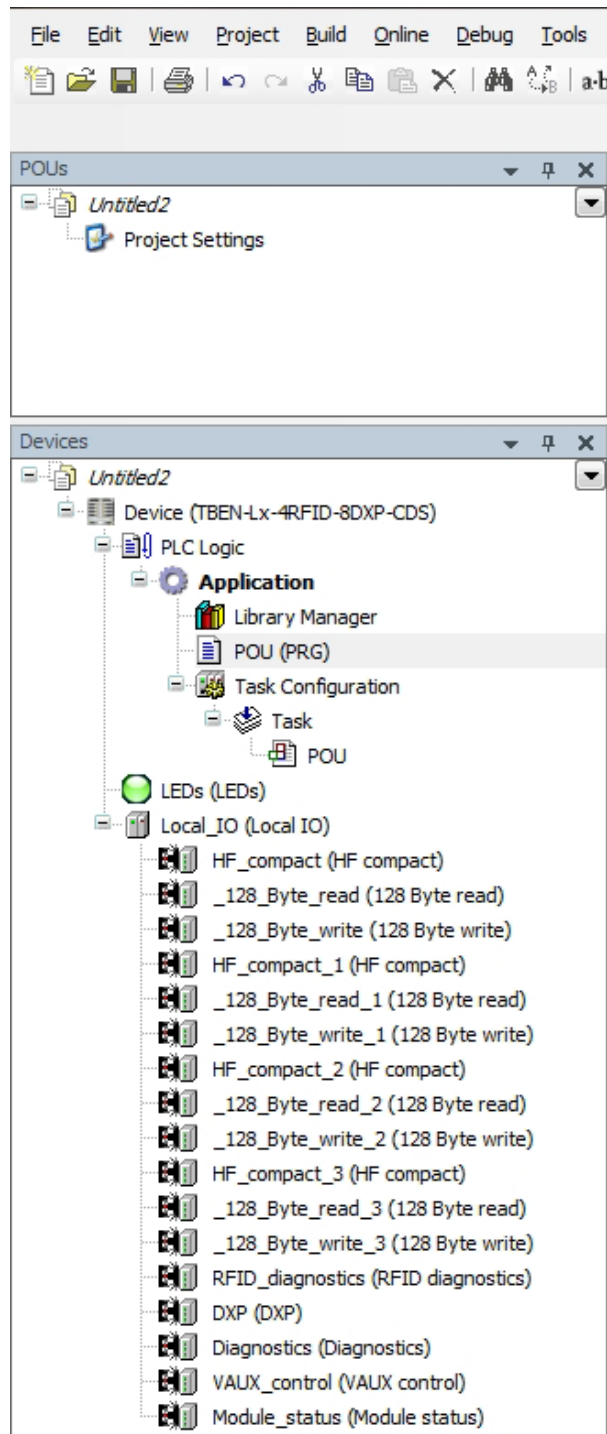 File Edit View Project Build Online Debug Tools
POUs
Untitled2
Project Settings
Devices
Untitled2
Device (TBEN-Lx-4RFID-8DXP-CDS)
PLC Logic
Application
Library Manager
POU (PRG)
Task Configuration
Task
POU
LEDs (LEDs)
Local_IO (Local IO)
HF_compact (HF compact)
_128_Byte_read (128 Byte read)
_128_Byte_write (128 Byte write)
HF_compact_1 (HF compact)
_128_Byte_read_1 (128 Byte read)
_128_Byte_write_1 (128 Byte write)
HF_compact_2 (HF compact)
_128_Byte_read_2 (128 Byte read)
_128_Byte_write_2 (128 Byte write)
HF_compact_3 (HF compact)
_128_Byte_read_3 (128 Byte read)
_128_Byte_write_3 (128 Byte write)
RFID_diagnostics (RFID diagnostics)
DXP (DXP)
Diagnostics (Diagnostics)
VAUX_control (VAUX control)
Module_status (Module status)